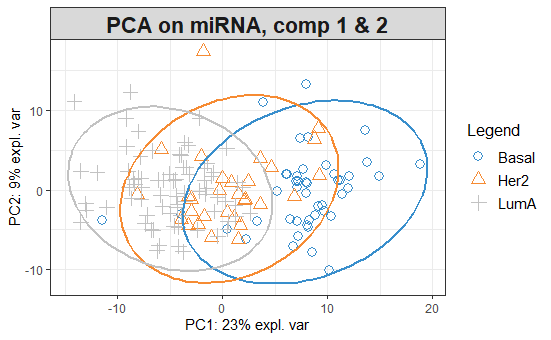 PCA on miRNA, comp 1 & 2
PC2: 9% expl. var
10
0
-10
-10
0
10
20
PC1: 23% expl. var
Legend
Basal
Her2
LumA